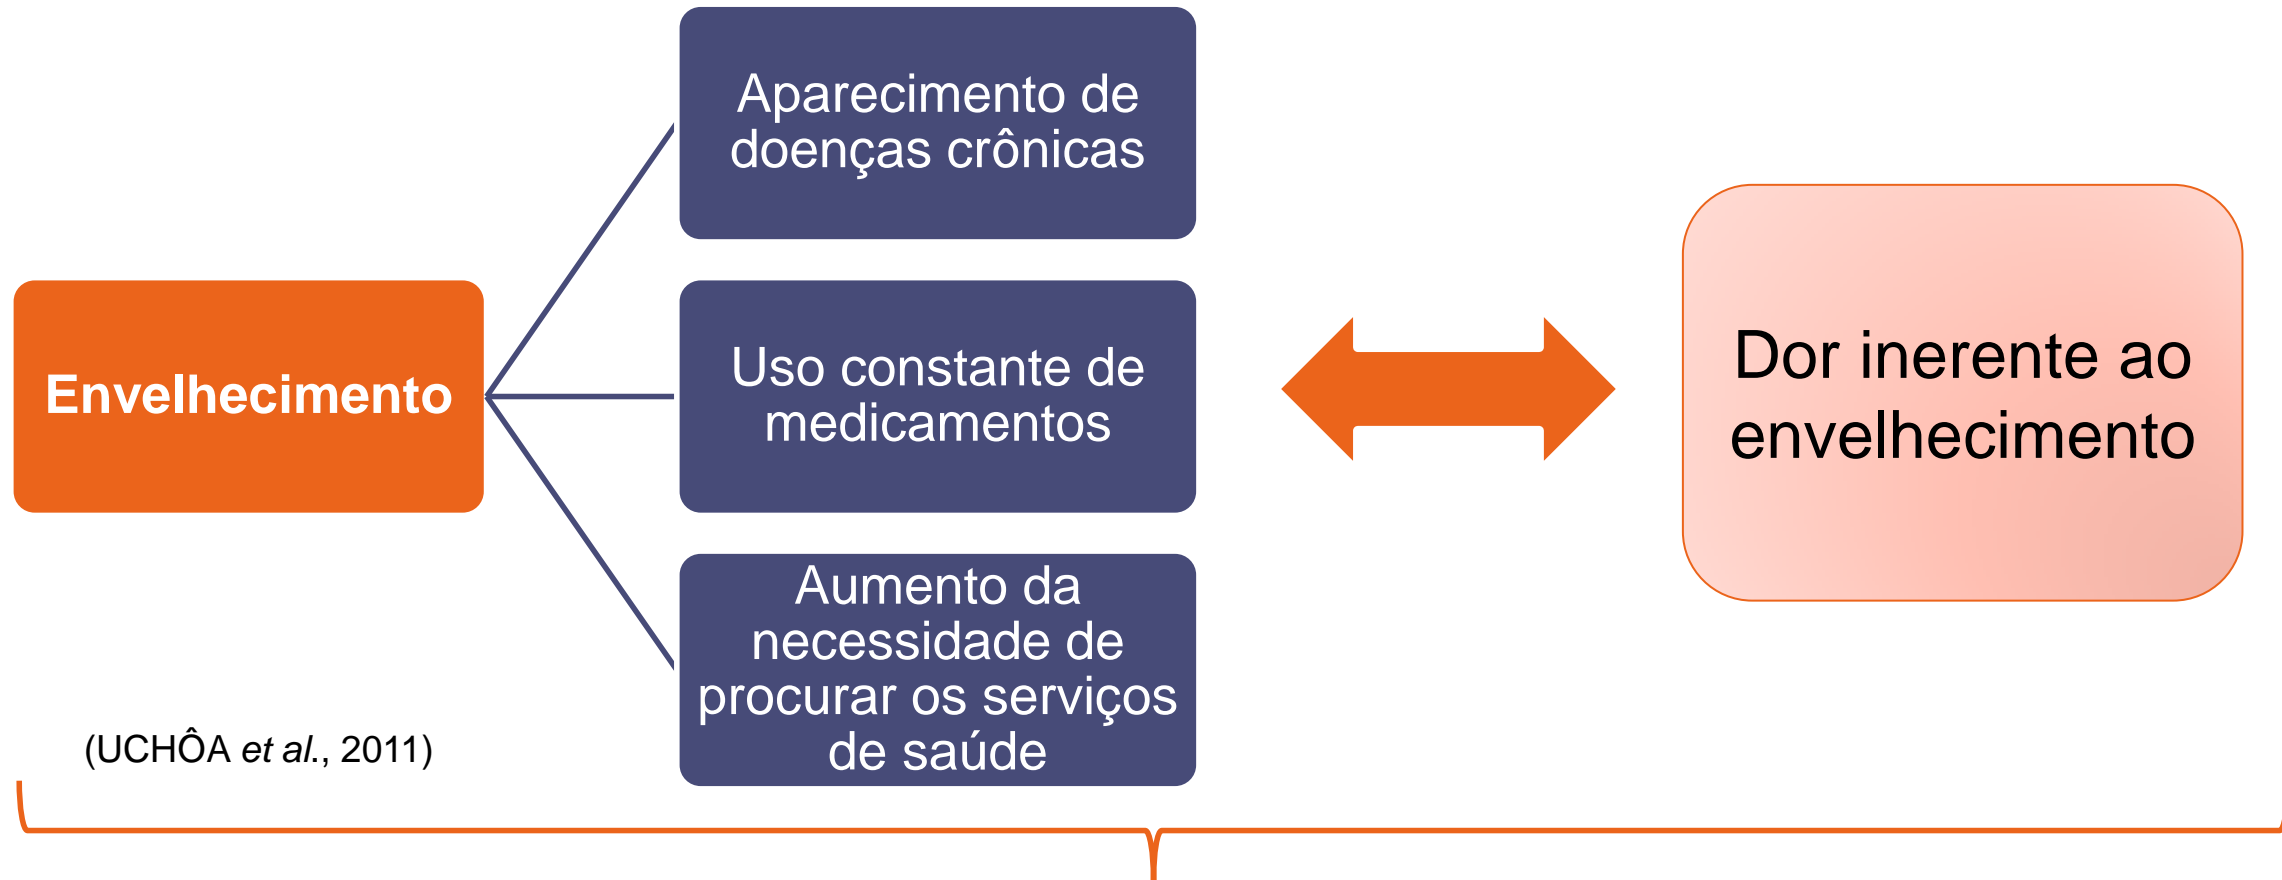 Envelhecimento
Aparecimento de
doenças crônicas
Uso constante de
medicamentos
Aumento da
necessidade de
procurar os serviços
de saúde
Dor inerente ao
envelhecimento
(UCHÔA et al., 2011)